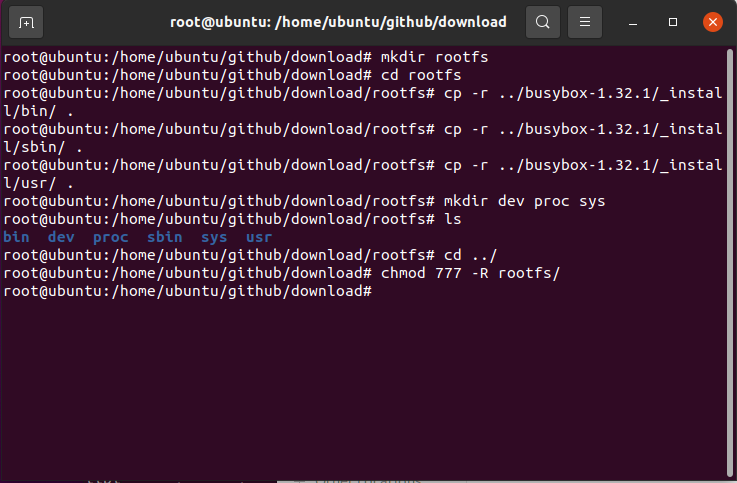 root@ubuntu: /home/ubuntu/github/download
root@ubuntu:/home/ubuntu/github/download# mkdir rootfs
root@ubuntu:/home/ubuntu/github/download# cd rootfs
root@ubuntu:/home/ubuntu/github/download/rootfs# cp -r ../busybox-1.32.1/_instal
l/bin/ .
root@ubuntu:/home/ubuntu/github/download/rootfs# cp -r ../busybox-1.32.1/_instal
l/sbin/ .
root@ubuntu:/home/ubuntu/github/download/rootfs# cp -r ../busybox-1.32.1/_instal
l/usr/ .
root@ubuntu:/home/ubuntu/github/download/rootfs# mkdir dev proc sys
root@ubuntu:/home/ubuntu/github/download/rootfs# ls
bin dev proc sbin sys usr
root@ubuntu:/home/ubuntu/github/download/rootfs# cd ../
root@ubuntu:/home/ubuntu/github/download# chmod 777 -R rootfs/
root@ubuntu:/home/ubuntu/github/download#